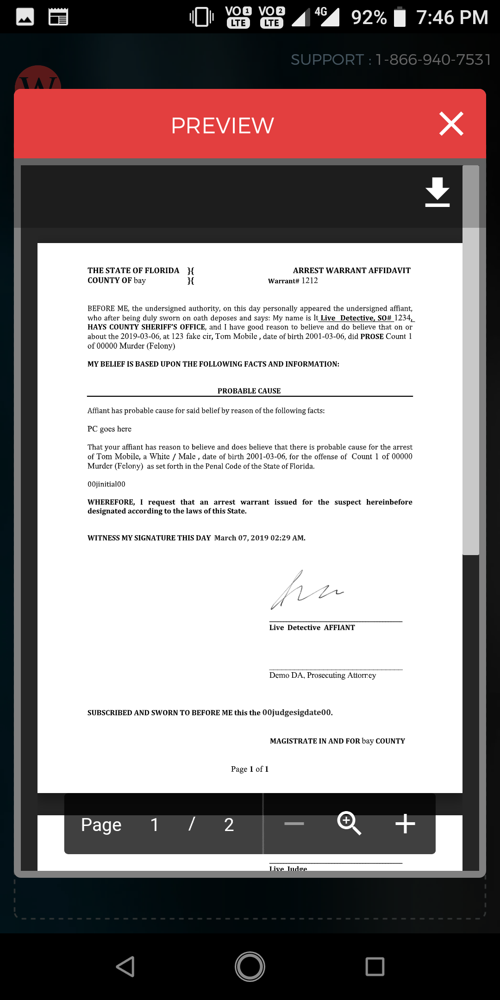 VO 1 LTE VO 2 LTE 4G 92% 7:46 PM
SUPPORT : 1-866-940-7531
W
PREVIEW
THE STATE OF FLORIDA }{ ARREST WARRANT AFFIDAVIT
COUNTY OF bay }{ Warrant# 1212
BEFORE ME, the undersigned authority, on this day personally appeared the undersigned affiant,
who after being duly sworn on oath deposes and says: My name is lt Live Detective, SO# 1234,
HAYS COUNTY SHERIFF'S OFFICE, and I have good reason to believe and do believe that on or
about the 2019-03-06, at 123 fake cir, Tom Mobile , date of birth 2001-03-06, did PROSE Count 1
of 00000 Murder (Felony)
MY BELIEF IS BASED UPON THE FOLLOWING FACTS AND INFORMATION:
PROBABLE CAUSE
Affiant has probable cause for said belief by reason of the following facts:
PC goes here
That your affiant has reason to believe and does believe that there is probable cause for the arrest
of Tom Mobile, a White / Male , date of birth 2001-03-06, for the offense of Count 1 of 00000
Murder (Felony) as set forth in the Penal Code of the State of Florida.
00jinitial00
WHEREFORE, I request that an arrest warrant issued for the suspect hereinbefore
designated according to the laws of this State.
WITNESS MY SIGNATURE THIS DAY March 07, 2019 02:29 AM.
Live Detective AFFIANT
Demo DA, Prosecuting Attorney
SUBSCRIBED AND SWORN TO BEFORE ME this the 00judgesigdate00.
MAGISTRATE IN AND FOR bay COUNTY
Page 1 of 1
Page 1 / 2
Live Judge